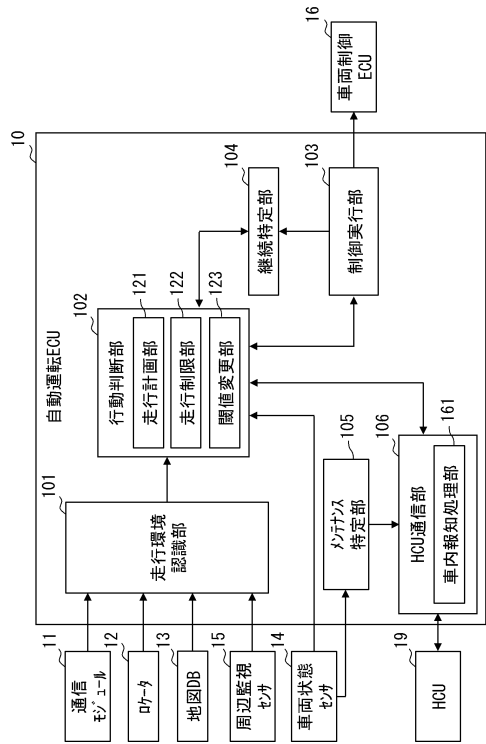 自動運転ECU
10
11
通信
モジュール
12
ロケータ
13
地図DB
15
周辺監視
センサ
14
車両状態
センサ
19
HCU
101
走行環境
認識部
102
行動判断部
121
走行計画部
122
走行制限部
123
閾値変更部
104
継続特定部
103
制御実行部
16
車両制御
ECU
105
メンテナンス
特定部
106
HCU通信部
161
車内報知処理部